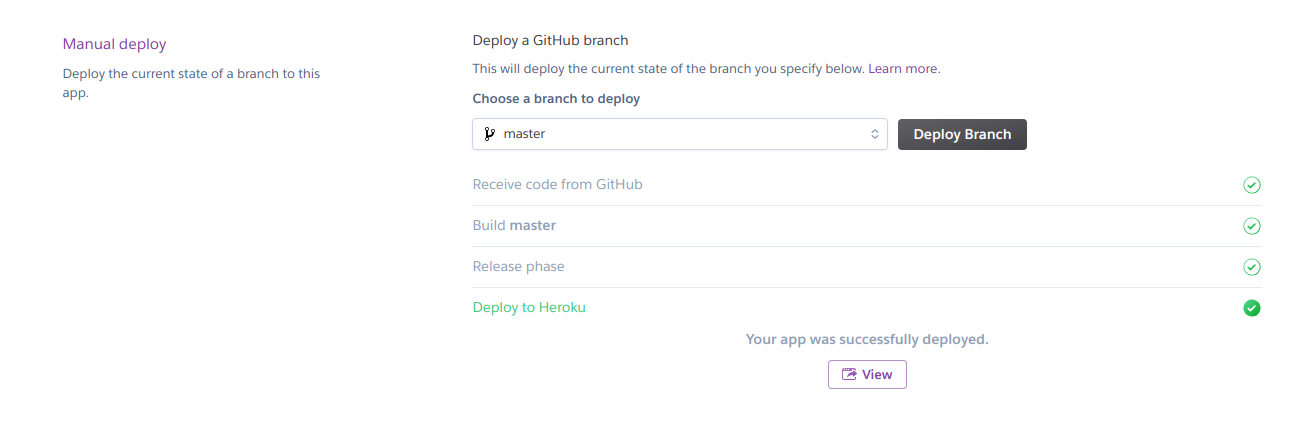 Manual deploy
Deploy the current state of a branch to this
app.
Deploy a GitHub branch
This will deploy the current state of the branch you specify below. Learn more.
Choose a branch to deploy
master
Deploy Branch
Receive code from GitHub
Build master
Release phase
Deploy to Heroku
Your app was successfully deployed.
View